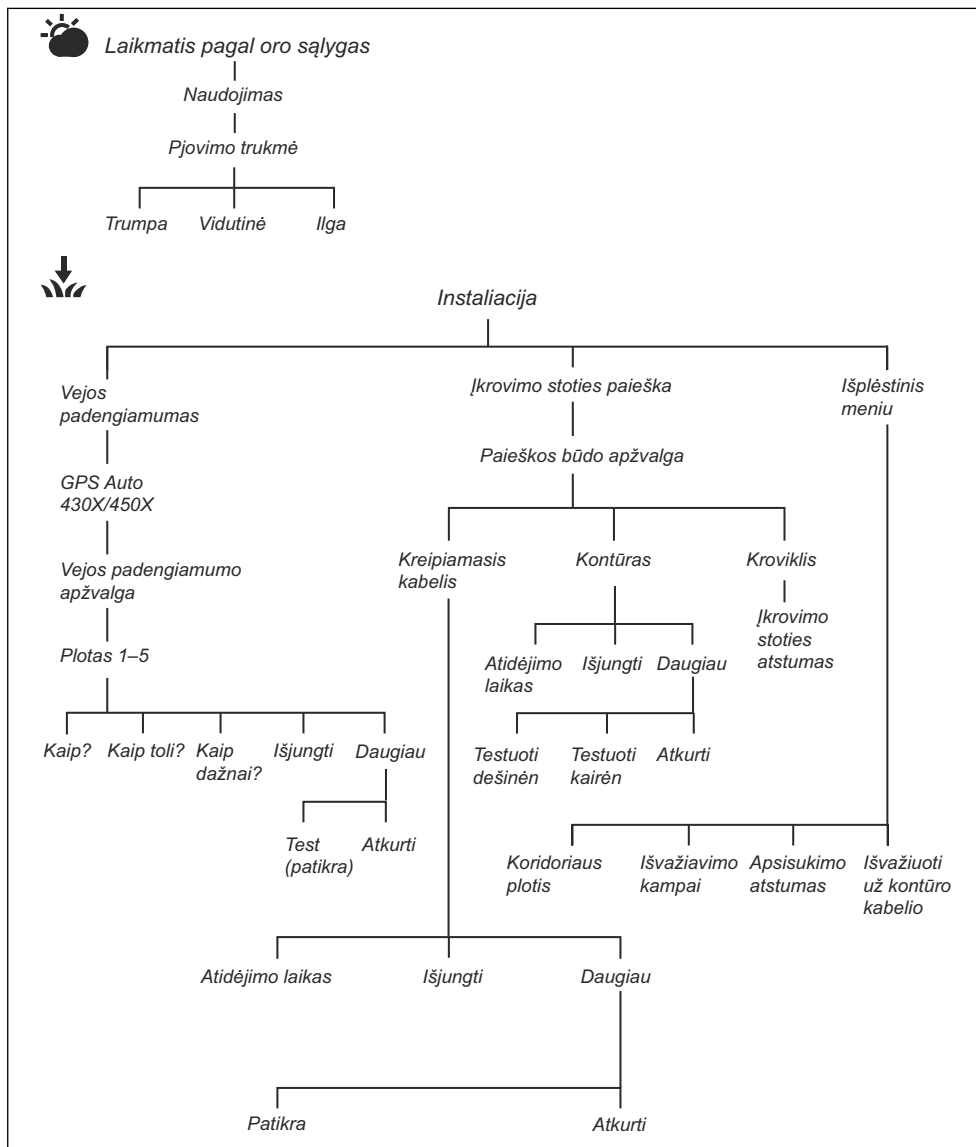 Laikmatis pagal oro sąlygas
Naudojimas
Pjovimo trukmė
Trumpa Vidutinė Ilga
Instaliacija
Vejos
padengiamumas
Įkrovimo stoties paieška
Išplėstinis
meniu
Paieškos būdo apžvalga
GPS Auto
430X/450X
Kreipiamasis
kabelis
Kontūras
Kroviklis
Vejos padengiamumo
apžvalga
Įkrovimo
stoties
atstumas
Plotas 1–5
Atidėjimo
laikas
Išjungti
Daugiau
Kaip?
Kaip toli?
Kaip
dažnai?
Išjungti
Daugiau
Testuoti
dešinėn
Testuoti
kairėn
Atkurti
Test
(patikra)
Atkurti
Koridoriaus
plotis
Išvažiavimo
kampai
Apsisukimo
atstumas
Išvažiuoti
už kontūro
kabelio
Atidėjimo laikas
Išjungti
Daugiau
Patikra
Atkurti